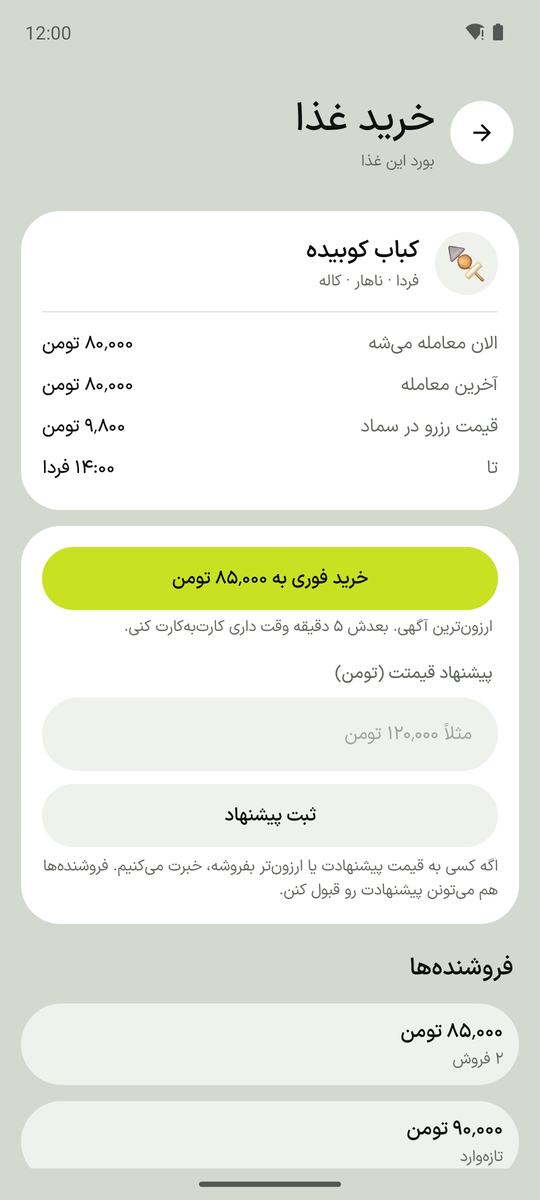 12:00
خرید غذا
بورد این غذا
کباب کوبیده
فردا · ناهار · کاله
الان معامله می‌شه
۸۰٬۰۰۰ تومن
آخرین معامله
۸۰٬۰۰۰ تومن
قیمت رزرو در سماد
۹٬۸۰۰ تومن
تا
۱۴:۰۰ فردا
خرید فوری به ۸۵٬۰۰۰ تومن
ارزون‌ترین آگهی. بعدش ۵ دقیقه وقت داری کارت‌به‌کارت کنی.
پیشنهاد قیمتت (تومن)
مثلاً ۱۲۰٬۰۰۰ تومن
ثبت پیشنهاد
اگه کسی به قیمت پیشنهادت یا ارزون‌تر بفروشه، خبرت می‌کنیم. فروشنده‌ها
هم می‌تونن پیشنهادت رو قبول کنن.
فروشنده‌ها
۸۵٬۰۰۰ تومن
۲ فروش
۹۰٬۰۰۰ تومن
تازه‌وارد